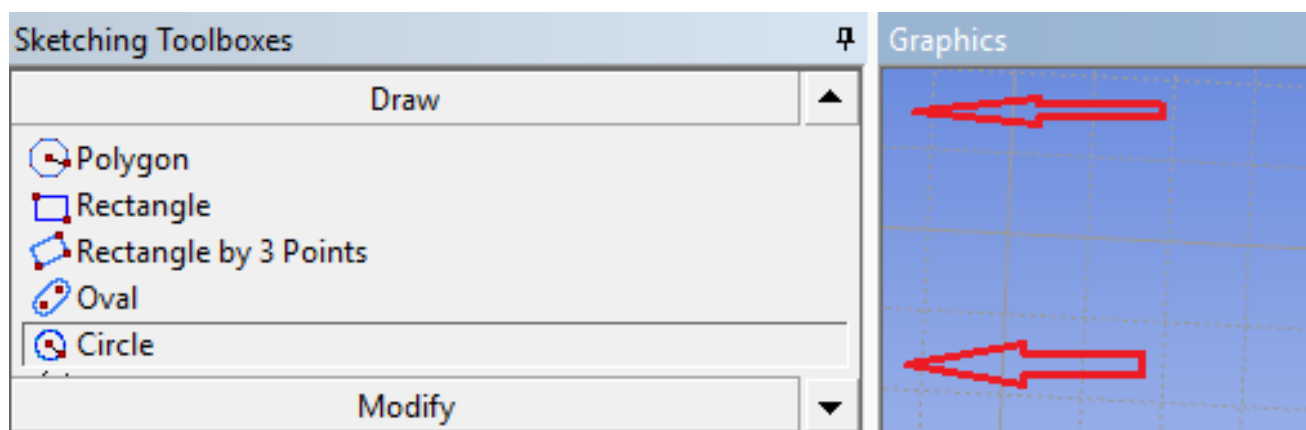 Sketching Toolboxes
Graphics
Draw
Polygon
Rectangle
Rectangle by 3 Points
Oval
Circle
Modify